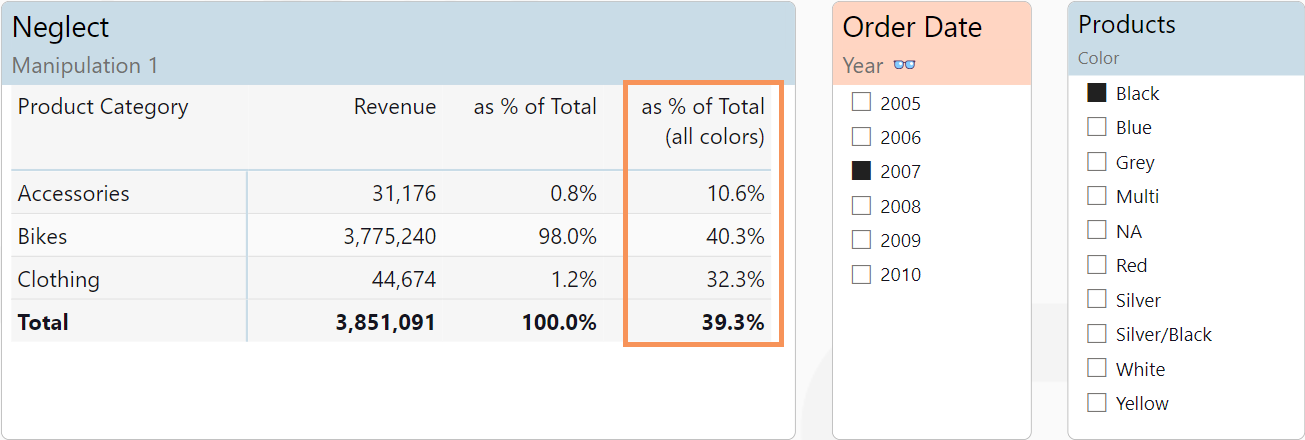 Neglect
Manipulation 1
Product Category Revenue as % of Total as % of Total
(all colors)
Accessories 31,176 0.8% 10.6%
Bikes 3,775,240 98.0% 40.3%
Clothing 44,674 1.2% 32.3%
Total 3,851,091 100.0% 39.3%
Order Date
Year
2005
2006
2007
2008
2009
2010
Products
Color
Black
Blue
Grey
Multi
NA
Red
Silver
Silver/Black
White
Yellow